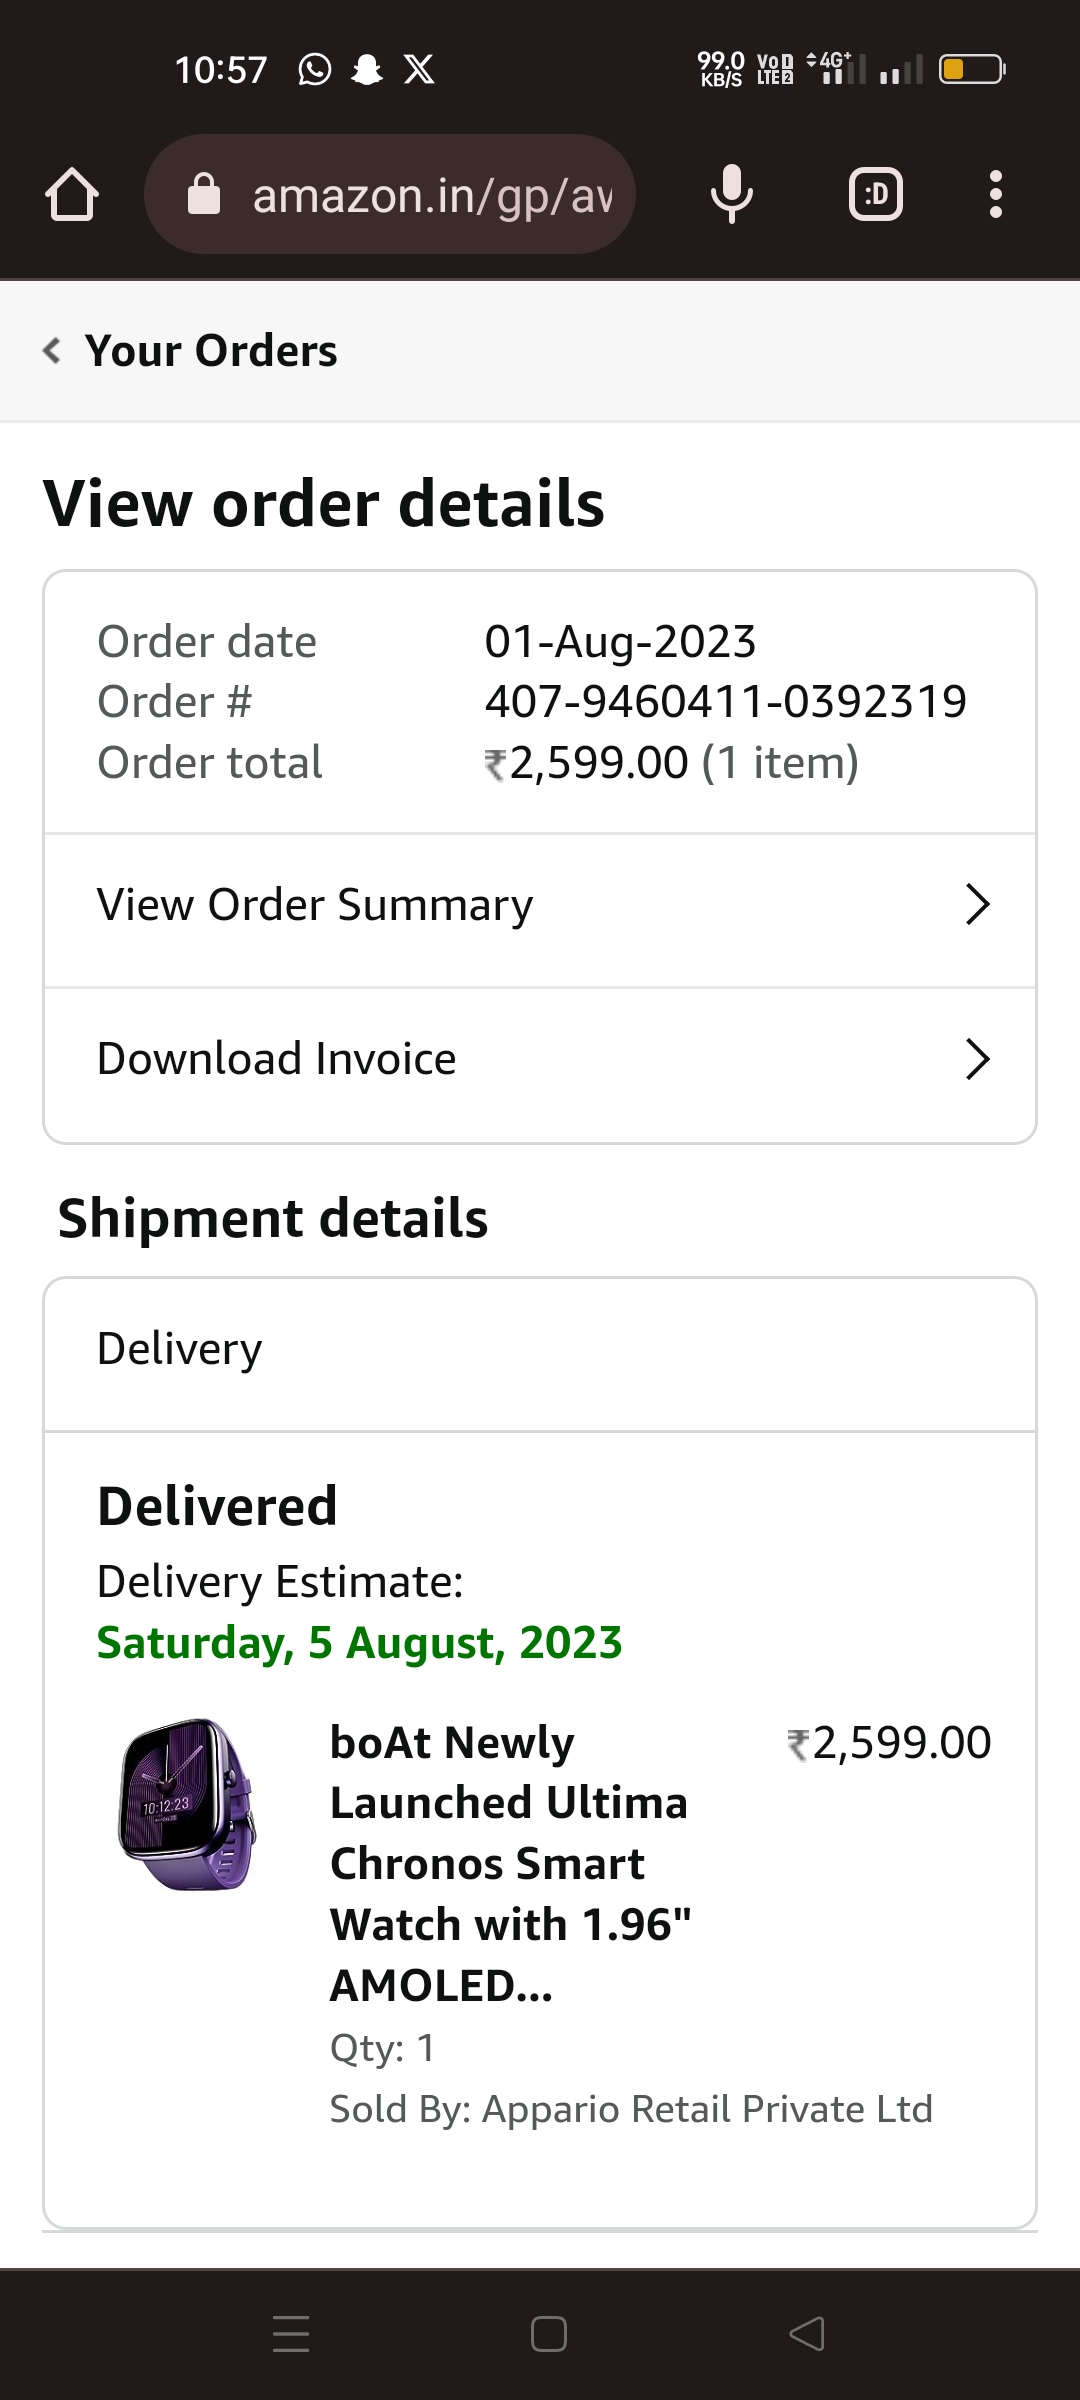 10:57
99.0 KB/S
VoD LTE 2
4G+
amazon.in/gp/aw
:D
Your Orders
View order details
Order date 01-Aug-2023
Order # 407-9460411-0392319
Order total ₹2,599.00 (1 item)
View Order Summary
Download Invoice
Shipment details
Delivery
Delivered
Delivery Estimate:
Saturday, 5 August, 2023
boAt Newly ₹2,599.00
Launched Ultima
Chronos Smart
Watch with 1.96"
AMOLED...
10:12:23
Qty: 1
Sold By: Appario Retail Private Ltd